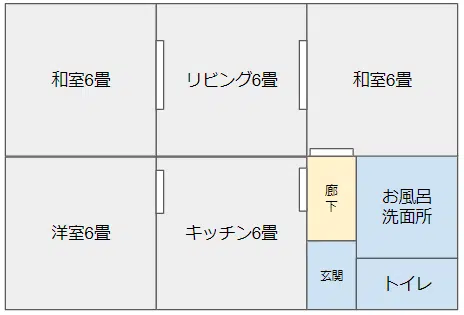 和室6畳
リビング6畳
和室6畳
洋室6畳
キッチン6畳
廊
下
お風呂
洗面所
玄関
トイレ